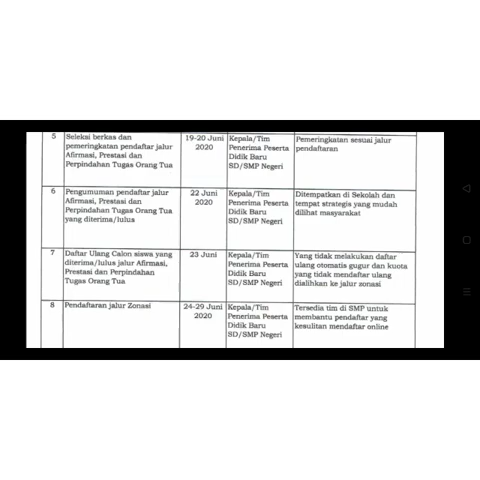 5
Seleksi berkas dan
pemeringkatan pendaftar jalur
Afirmasi, Prestasi dan
Perpindahan Tugas Orang Tua
19-20 Juni
2020
Kepala/Tim
Penerima Peserta
Didik Baru
SD/SMP Negeri
Pemeringkatan sesuai jalur
pendaftaran
6
Pengumuman pendaftar jalur
Afirmasi, Prestasi dan
Perpindahan Tugas Orang Tua
yang diterima/lulus
22 Juni
2020
Kepala/Tim
Penerima Peserta
Didik Baru
SD/SMP Negeri
Ditempatkan di Sekolah dan
tempat strategis yang mudah
dilihat masyarakat
7
Daftar Ulang Calon siswa yang
diterima/lulus jalur Afirmasi,
Prestasi dan Perpindahan
Tugas Orang Tua
23 Juni
Kepala/Tim
Penerima Peserta
Didik Baru
SD/SMP Negeri
Yang tidak melakukan daftar
ulang otomatis gugur dan kuota
yang tidak mendaftar ulang
dialihkan ke jalur zonasi
8
Pendaftaran jalur Zonasi
24-29 Juni
2020
Kepala/Tim
Penerima Peserta
Didik Baru
SD/SMP Negeri
Tersedia tim di SMP untuk
membantu pendaftar yang
kesulitan mendaftar online